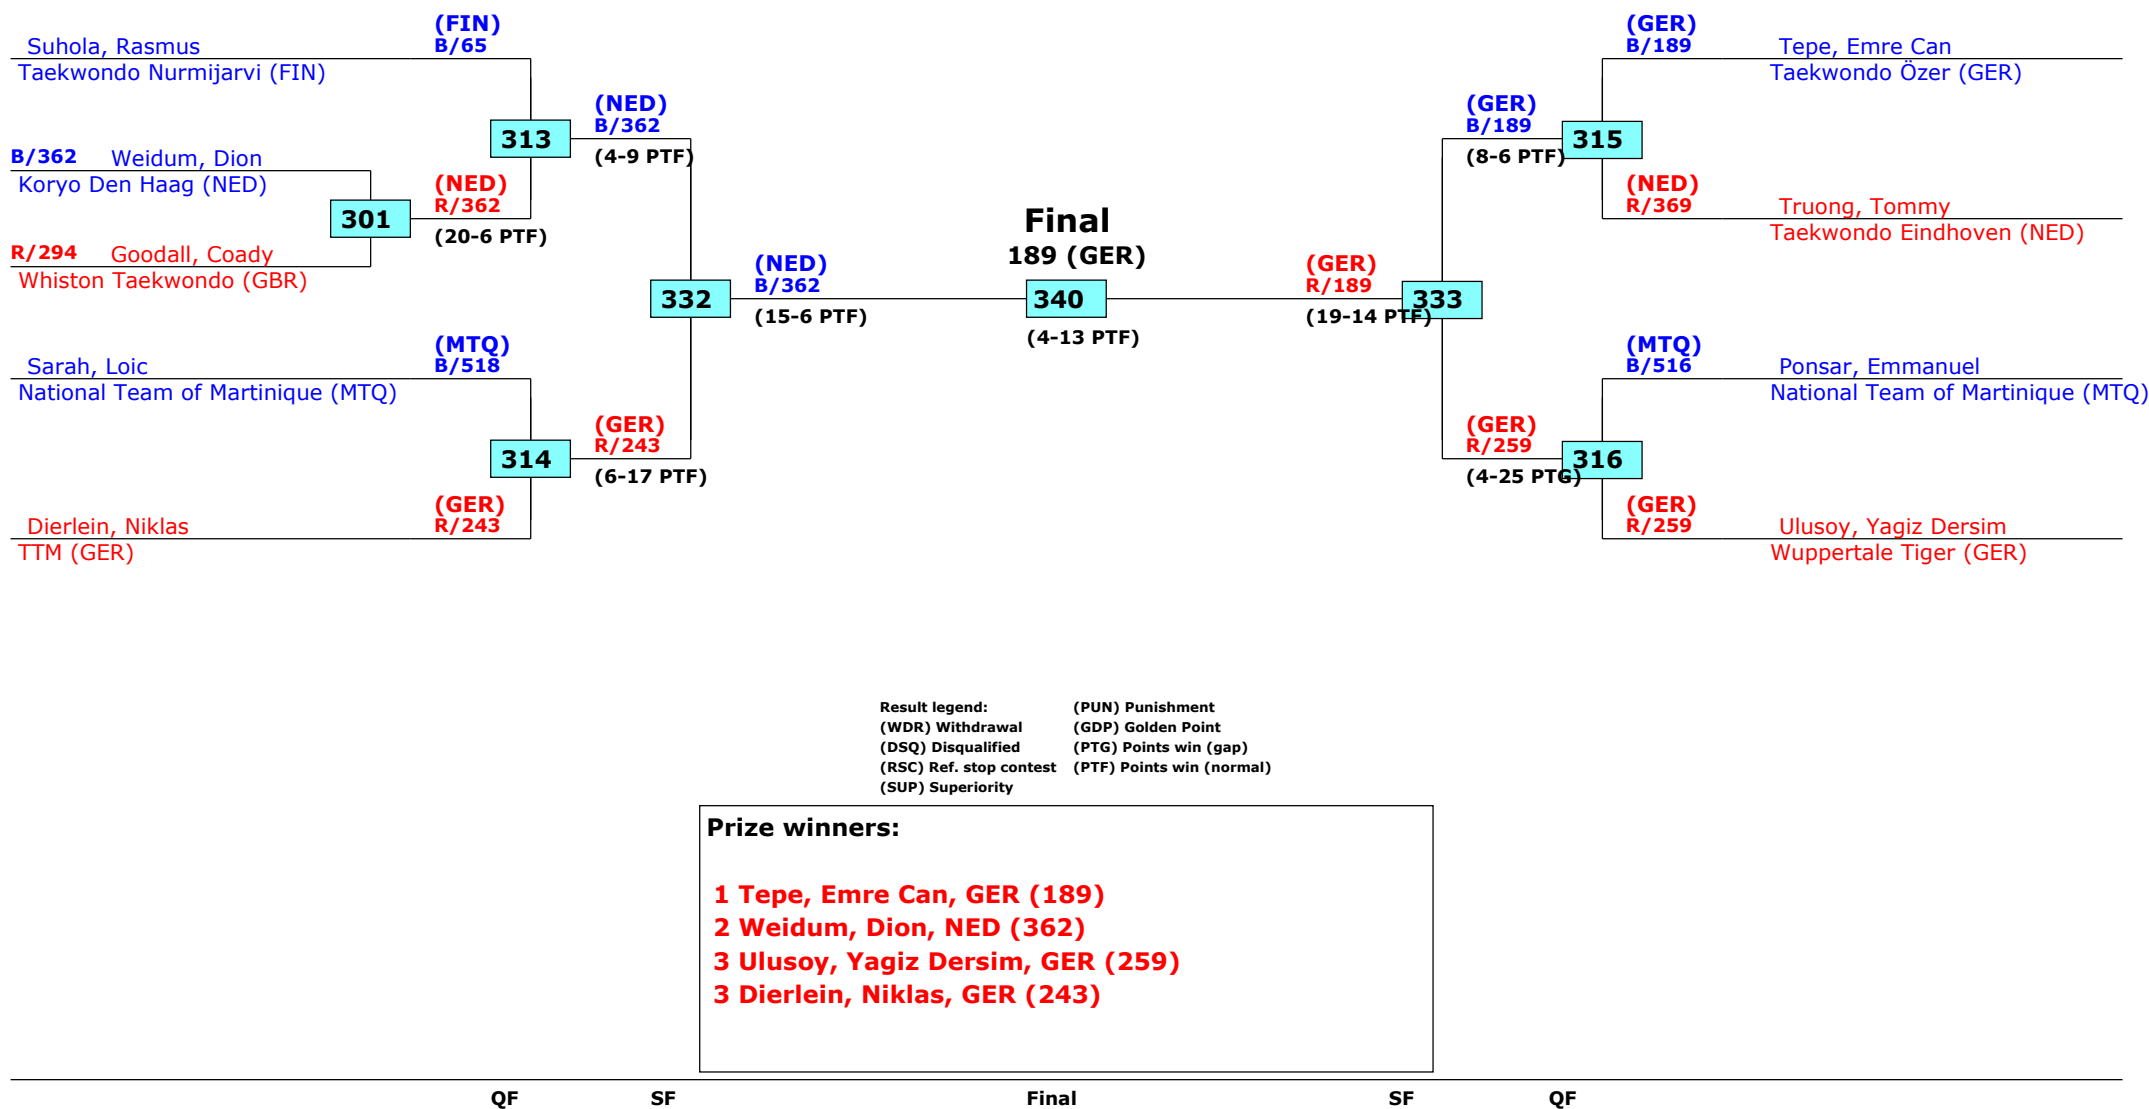 (FIN)
B/65
Suhola, Rasmus
Taekwondo Nurmijarvi (FIN)
B/362 Weidum, Dion
Koryo Den Haag (NED)
301
R/294 Goodall, Coady
Whiston Taekwondo (GBR)
(NED)
R/362
(20-6 PTF)
313
(NED)
B/362
(4-9 PTF)
(MTQ)
B/518
Sarah, Loic
National Team of Martinique (MTQ)
314
(GER)
R/243
Dierlein, Niklas
TTM (GER)
(GER)
R/243
(6-17 PTF)
332
(NED)
B/362
(15-6 PTF)
Final
189 (GER)
340
(4-13 PTF)
(GER)
R/189
(19-14 PTF)
333
(GER)
B/189
(8-6 PTF)
315
(GER)
B/189
Tepe, Emre Can
Taekwondo Özer (GER)
(NED)
R/369
Truong, Tommy
Taekwondo Eindhoven (NED)
(GER)
R/259
(4-25 PTG)
316
(MTQ)
B/516
Ponsar, Emmanuel
National Team of Martinique (MTQ)
(GER)
R/259
Ulusoy, Yagiz Dersim
Wuppertale Tiger (GER)
Result legend: (PUN) Punishment
(WDR) Withdrawal (GDP) Golden Point
(DSQ) Disqualified (PTG) Points win (gap)
(RSC) Ref. stop contest (PTF) Points win (normal)
(SUP) Superiority
Prize winners:
1 Tepe, Emre Can, GER (189)
2 Weidum, Dion, NED (362)
3 Ulusoy, Yagiz Dersim, GER (259)
3 Dierlein, Niklas, GER (243)
QF SF Final SF QF